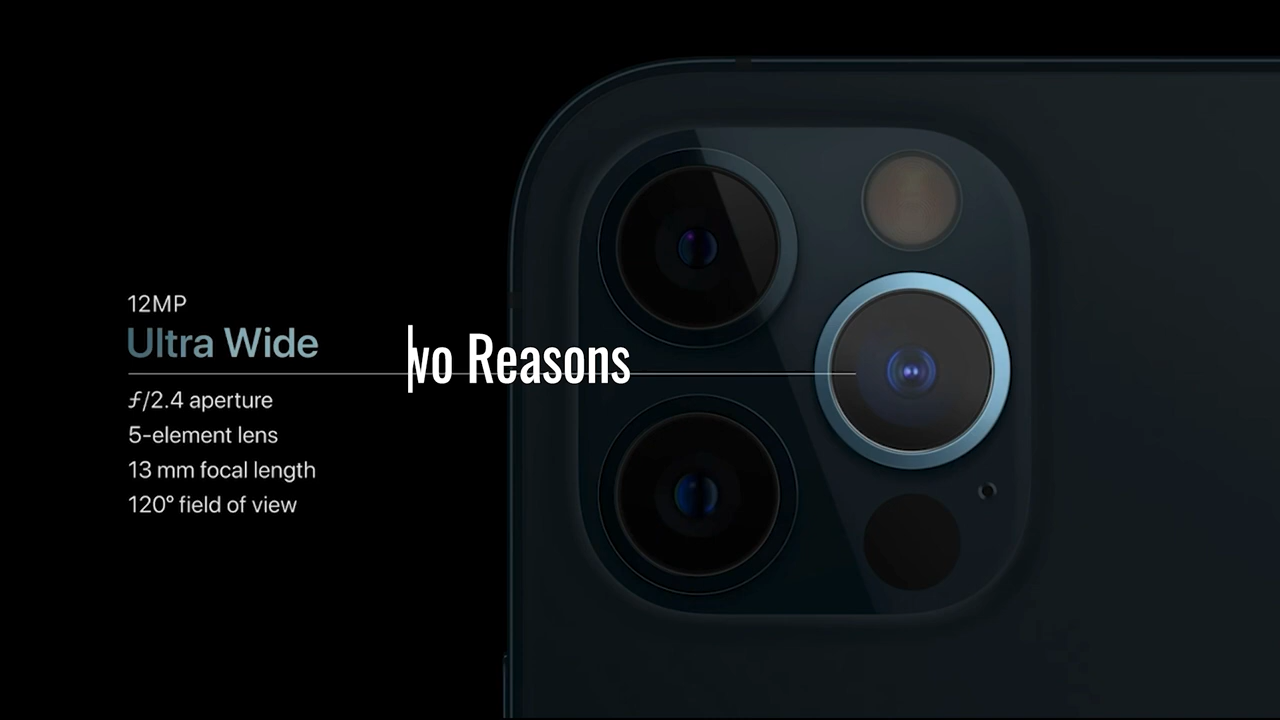 12MP
Ultra Wide
vo Reasons
ƒ/2.4 aperture
5-element lens
13 mm focal length
120° field of view